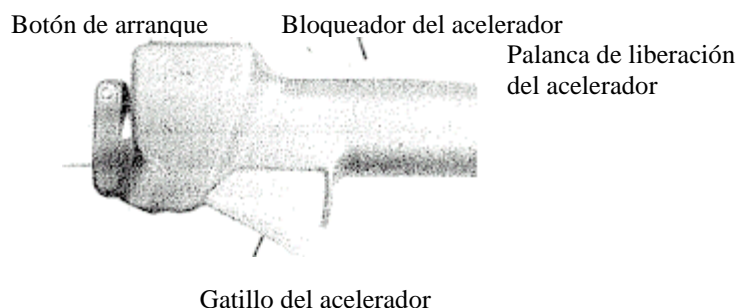 Botón de arranque
Bloqueador del acelerador
Palanca de liberación
del acelerador
Gatillo del acelerador